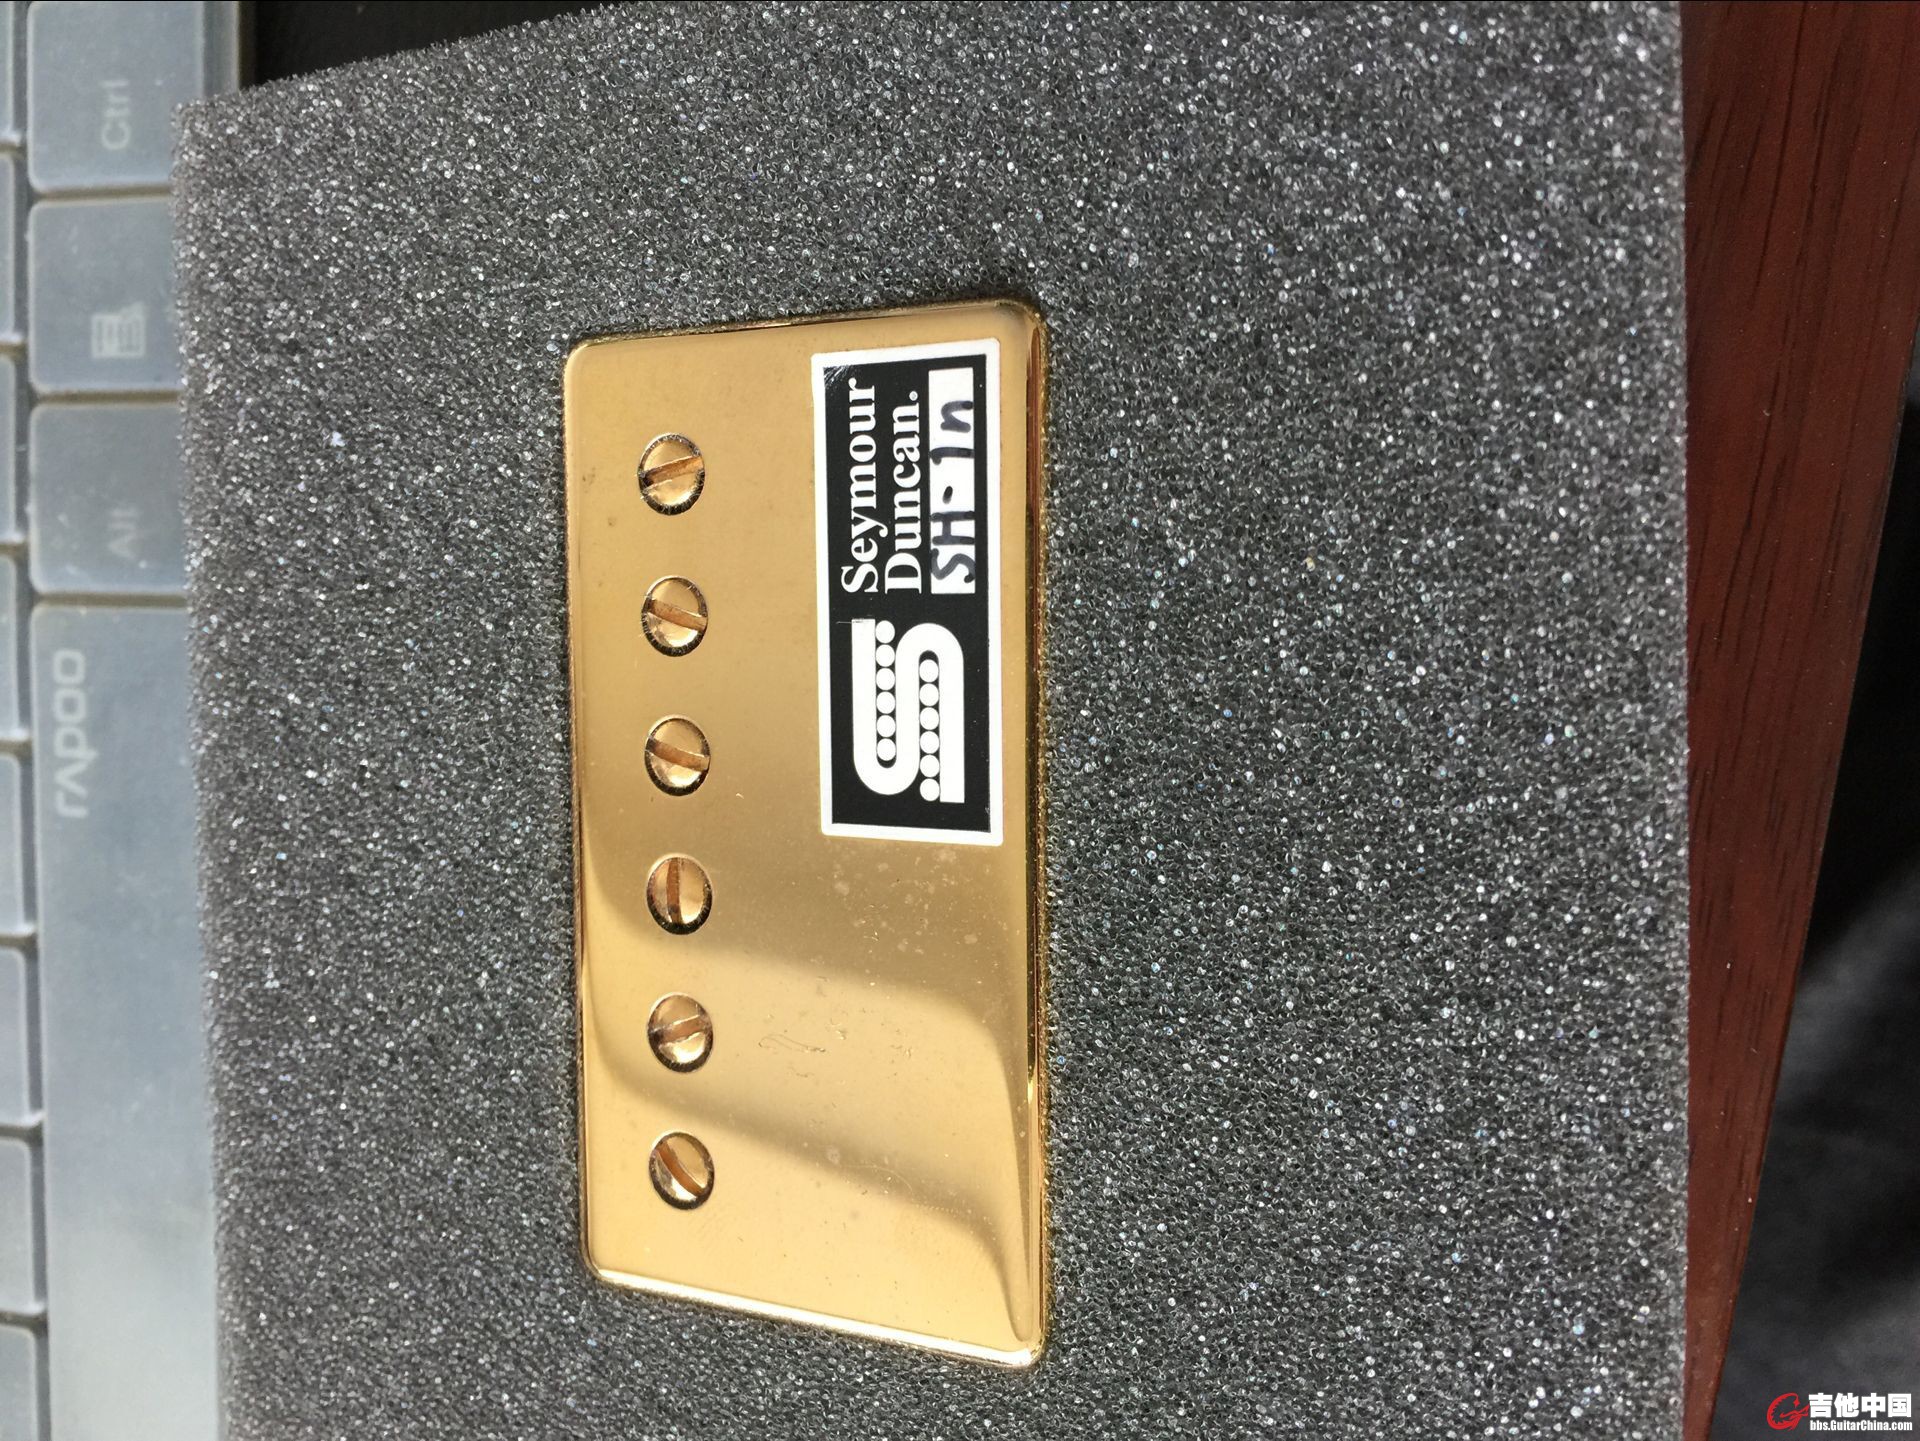 Ctrl
Alt
rapoo
Seymour
Duncan.
SH-1n
吉他中国
bbs.GuitarChina.com